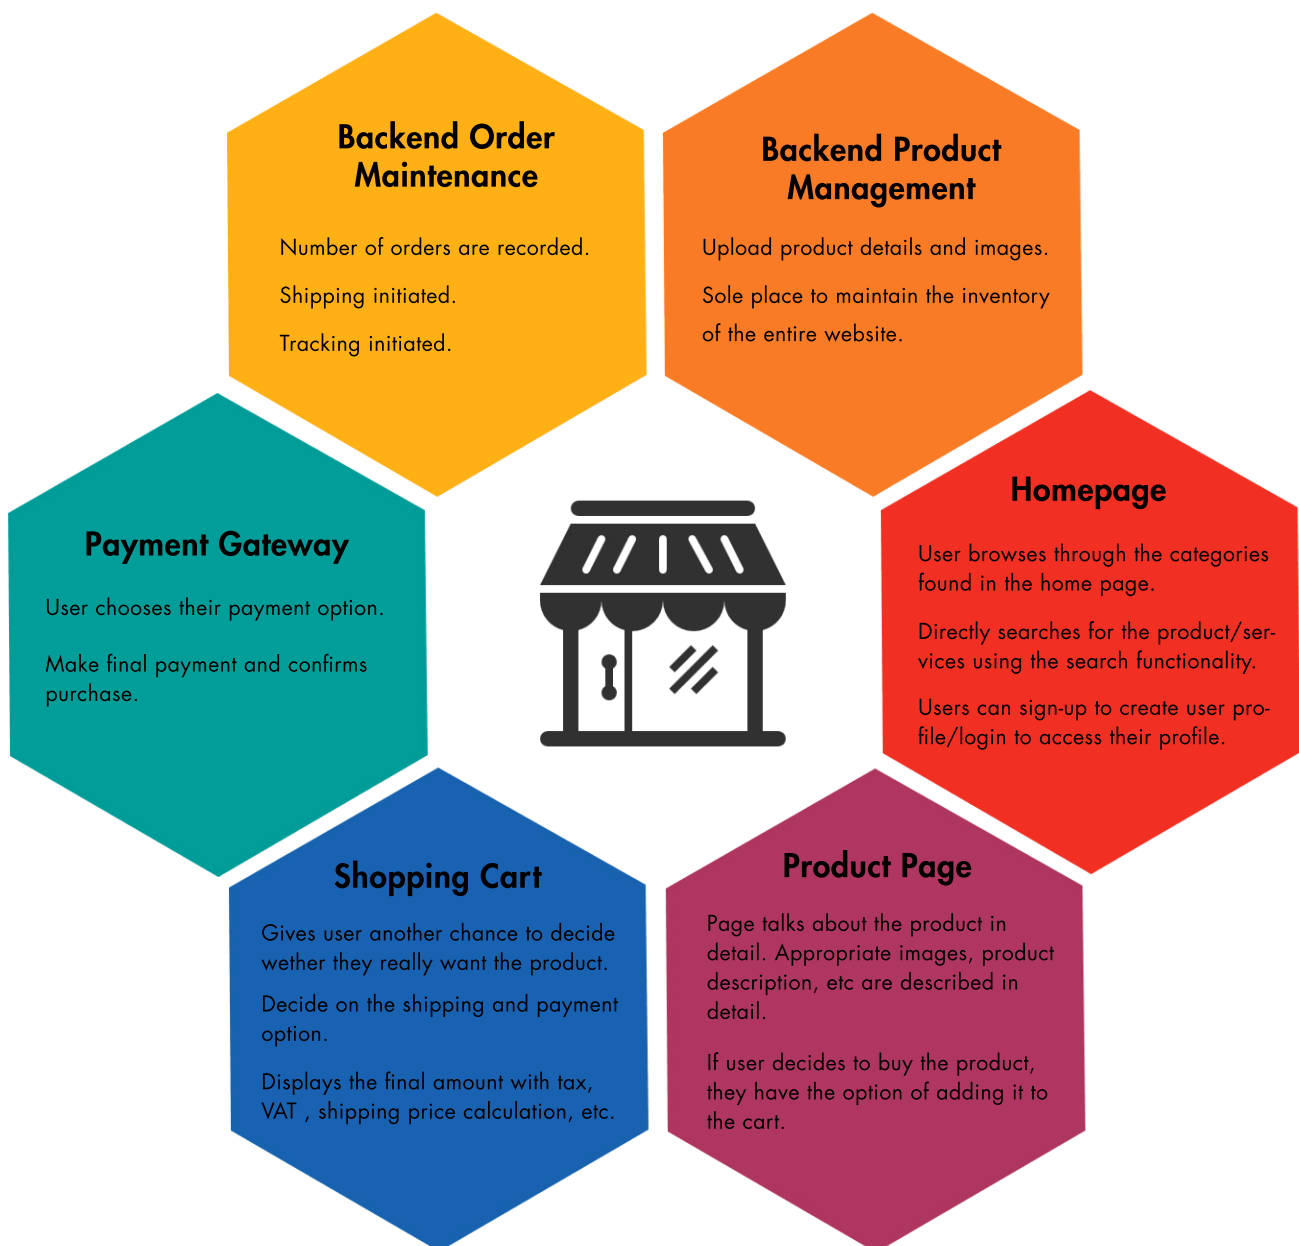 Backend Order
Maintenance
Number of orders are recorded.
Shipping initiated.
Tracking initiated.
Backend Product
Management
Upload product details and images.
Sole place to maintain the inventory
of the entire website.
Payment Gateway
User chooses their payment option.
Make final payment and confirms
purchase.
Homepage
User browses through the categories
found in the home page.
Directly searches for the product/ser-
vices using the search functionality.
Users can sign-up to create user pro-
file/login to access their profile.
Shopping Cart
Gives user another chance to decide
wether they really want the product.
Decide on the shipping and payment
option.
Displays the final amount with tax,
VAT , shipping price calculation, etc.
Product Page
Page talks about the product in
detail. Appropriate images, product
description, etc are described in
detail.
If user decides to buy the product,
they have the option of adding it to
the cart.